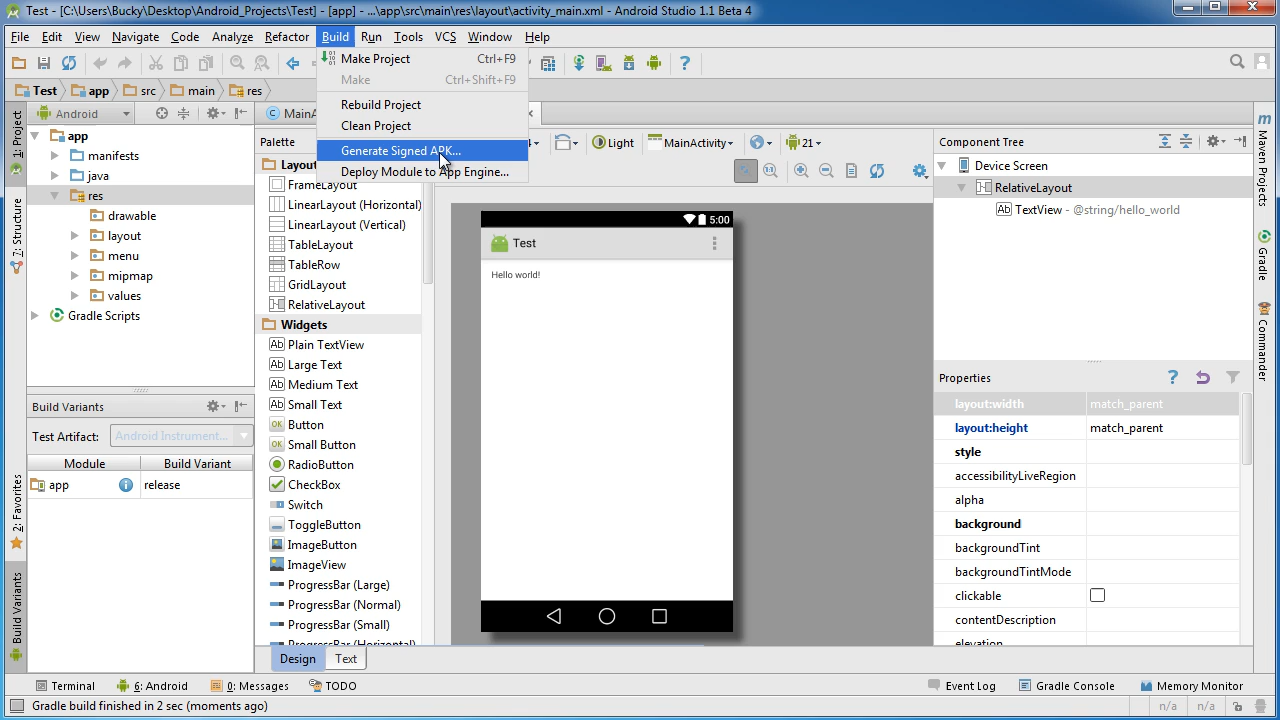 Test - [C:\Users\Bucky\Desktop\Android_Projects\Test] - [app] - ...\app\src\main\res\layout\activity_main.xml - Android Studio 1.1 Beta 4
File Edit View Navigate Code Analyze Refactor Build Run Tools VCS Window Help
Make Project Ctrl+F9
Make Ctrl+Shift+F9
Rebuild Project
Clean Project
Generate Signed APK...
Deploy Module to App Engine...
Test app src main res
1: Project
7: Structure
2: Favorites
Build Variants
Android
app
manifests
java
res
drawable
layout
menu
mipmap
values
Gradle Scripts
Build Variants
Test Artifact: Android Instrument...
Module Build Variant
app release
MainA
Palette
Layou
FrameLayout
LinearLayout (Horizontal)
LinearLayout (Vertical)
TableLayout
TableRow
GridLayout
RelativeLayout
Widgets
Plain TextView
Large Text
Medium Text
Small Text
Button
Small Button
RadioButton
CheckBox
Switch
ToggleButton
ImageButton
ImageView
ProgressBar (Large)
ProgressBar (Normal)
ProgressBar (Small)
ProgressBar (Horizontal)
Design Text
Light MainActivity 21
5:00
Test
Hello world!
Component Tree
Device Screen
RelativeLayout
TextView - @string/hello_world
Properties
layout:width match_parent
layout:height match_parent
style
accessibilityLiveRegion
alpha
background
backgroundTint
backgroundTintMode
clickable
contentDescription
elevation
Maven Projects
Gradle
Commander
Terminal 6: Android 0: Messages TODO Event Log Gradle Console Memory Monitor
Gradle build finished in 2 sec (moments ago) n/a n/a